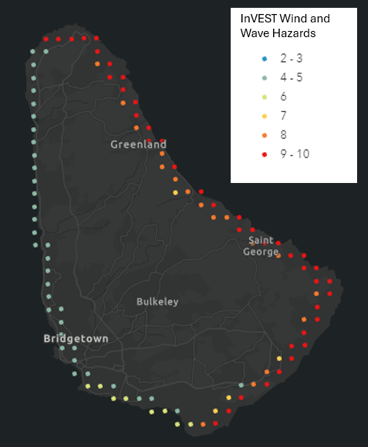 InVEST Wind and
Wave Hazards
2 - 3
4 - 5
6
7
8
9 - 10
Greenland
Saint
George
Bulkeley
Bridgetown